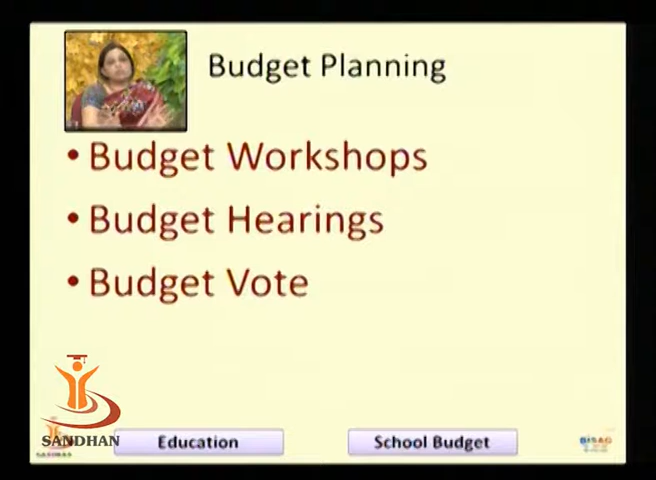 Budget Planning
• Budget Workshops
• Budget Hearings
• Budget Vote
SANDHAN
Education
School Budget
BISAG